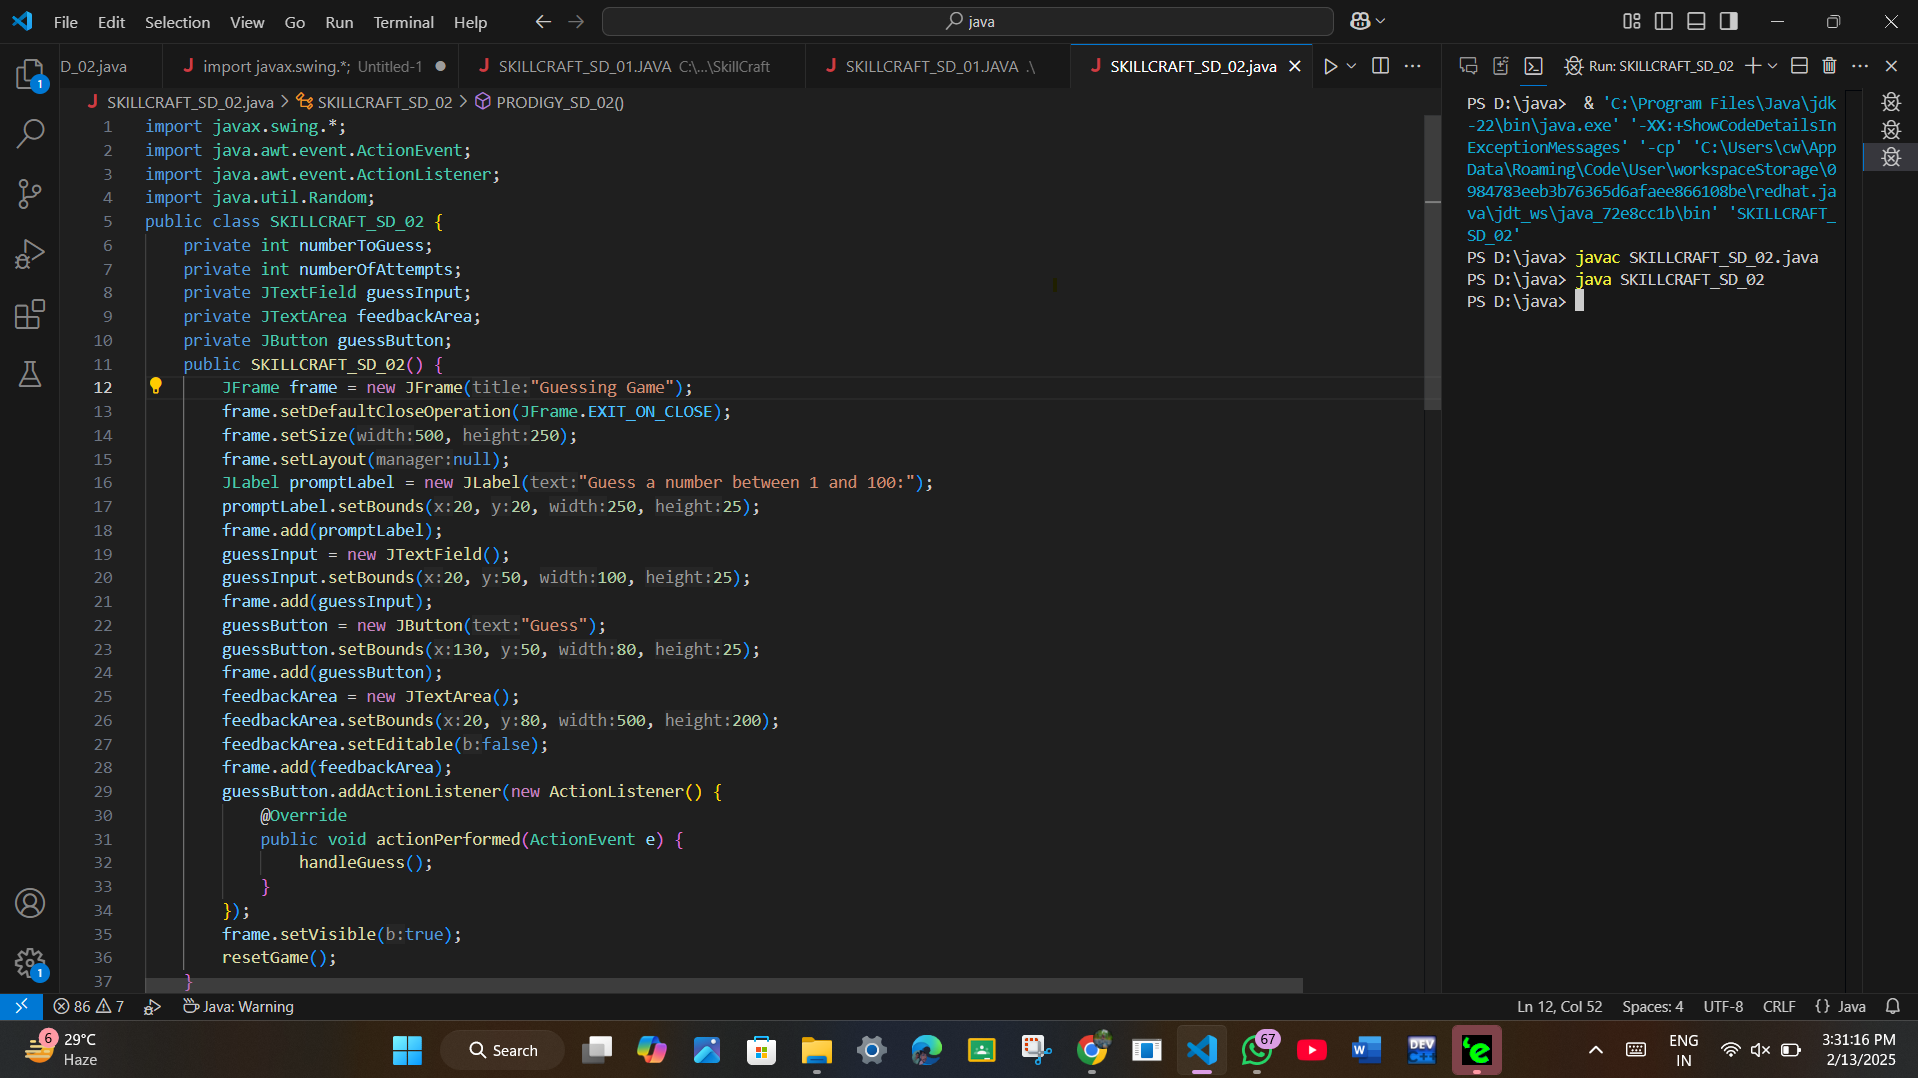 File Edit Selection View Go Run Terminal Help
java
D_02.java
J import javax.swing.*; Untitled-1
J SKILLCRAFT_SD_01.JAVA C:\...\SkillCraft
J SKILLCRAFT_SD_01.JAVA .\
J SKILLCRAFT_SD_02.java
Run: SKILLCRAFT_SD_02
J SKILLCRAFT_SD_02.java > SKILLCRAFT_SD_02 > PRODIGY_SD_02()
1 import javax.swing.*;
2 import java.awt.event.ActionEvent;
3 import java.awt.event.ActionListener;
4 import java.util.Random;
5 public class SKILLCRAFT_SD_02 {
6 private int numberToGuess;
7 private int numberOfAttempts;
8 private JTextField guessInput;
9 private JTextArea feedbackArea;
10 private JButton guessButton;
11 public SKILLCRAFT_SD_02() {
12 JFrame frame = new JFrame(title:"Guessing Game");
13 frame.setDefaultCloseOperation(JFrame.EXIT_ON_CLOSE);
14 frame.setSize(width:500, height:250);
15 frame.setLayout(manager:null);
16 JLabel promptLabel = new JLabel(text:"Guess a number between 1 and 100:");
17 promptLabel.setBounds(x:20, y:20, width:250, height:25);
18 frame.add(promptLabel);
19 guessInput = new JTextField();
20 guessInput.setBounds(x:20, y:50, width:100, height:25);
21 frame.add(guessInput);
22 guessButton = new JButton(text:"Guess");
23 guessButton.setBounds(x:130, y:50, width:80, height:25);
24 frame.add(guessButton);
25 feedbackArea = new JTextArea();
26 feedbackArea.setBounds(x:20, y:80, width:500, height:200);
27 feedbackArea.setEditable(b:false);
28 frame.add(feedbackArea);
29 guessButton.addActionListener(new ActionListener() {
30 @Override
31 public void actionPerformed(ActionEvent e) {
32 handleGuess();
33 }
34 });
35 frame.setVisible(b:true);
36 resetGame();
37 }
PS D:\java> & 'C:\Program Files\Java\jdk
-22\bin\java.exe' '-XX:+ShowCodeDetailsIn
ExceptionMessages' '-cp' 'C:\Users\cw\App
Data\Roaming\Code\User\workspaceStorage\0
984783eeb3b76365d6afaee866108be\redhat.ja
va\jdt_ws\java_72e8cc1b\bin' 'SKILLCRAFT_
SD_02'
PS D:\java> javac SKILLCRAFT_SD_02.java
PS D:\java> java SKILLCRAFT_SD_02
PS D:\java>
1
1
86 7 Java: Warning
Ln 12, Col 52 Spaces: 4 UTF-8 CRLF {} Java
6 29°C
Haze
Search
DEV
67
ENG
IN
3:31:16 PM
2/13/2025